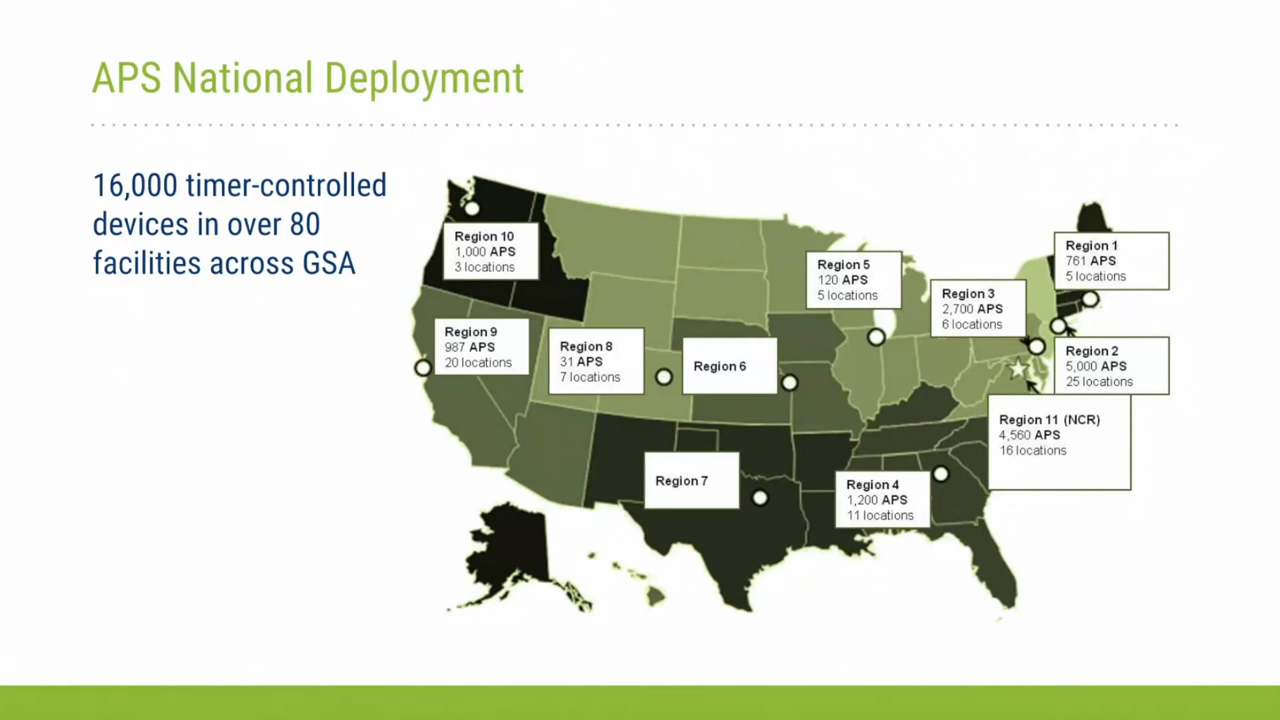 APS National Deployment
16,000 timer-controlled
devices in over 80
facilities across GSA
Region 10
1,000 APS
3 locations
Region 9
987 APS
20 locations
Region 8
31 APS
7 locations
Region 6
Region 7
Region 5
120 APS
5 locations
Region 3
2,700 APS
6 locations
Region 1
761 APS
5 locations
Region 2
5,000 APS
25 locations
Region 11 (NCR)
4,560 APS
16 locations
Region 4
1,200 APS
11 locations